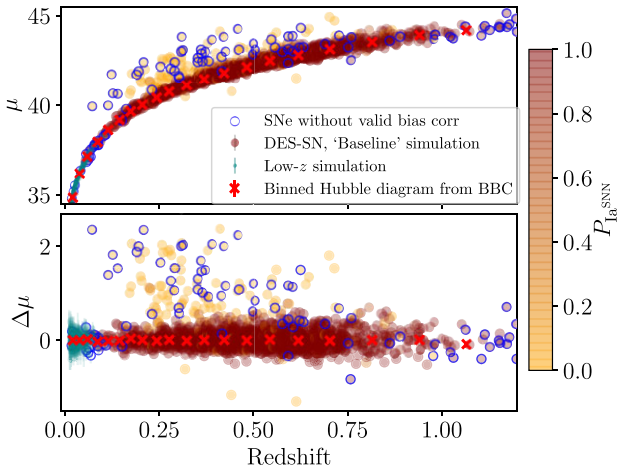 45
40
35
μ
SNe without valid bias corr
DES-SN, ‘Baseline’ simulation
Low-z simulation
Binned Hubble diagram from BBC
2
0
Δμ
0.00 0.25 0.50 0.75 1.00
Redshift
1.0
0.8
0.6
0.4
0.2
0.0
P_Ia^SNN